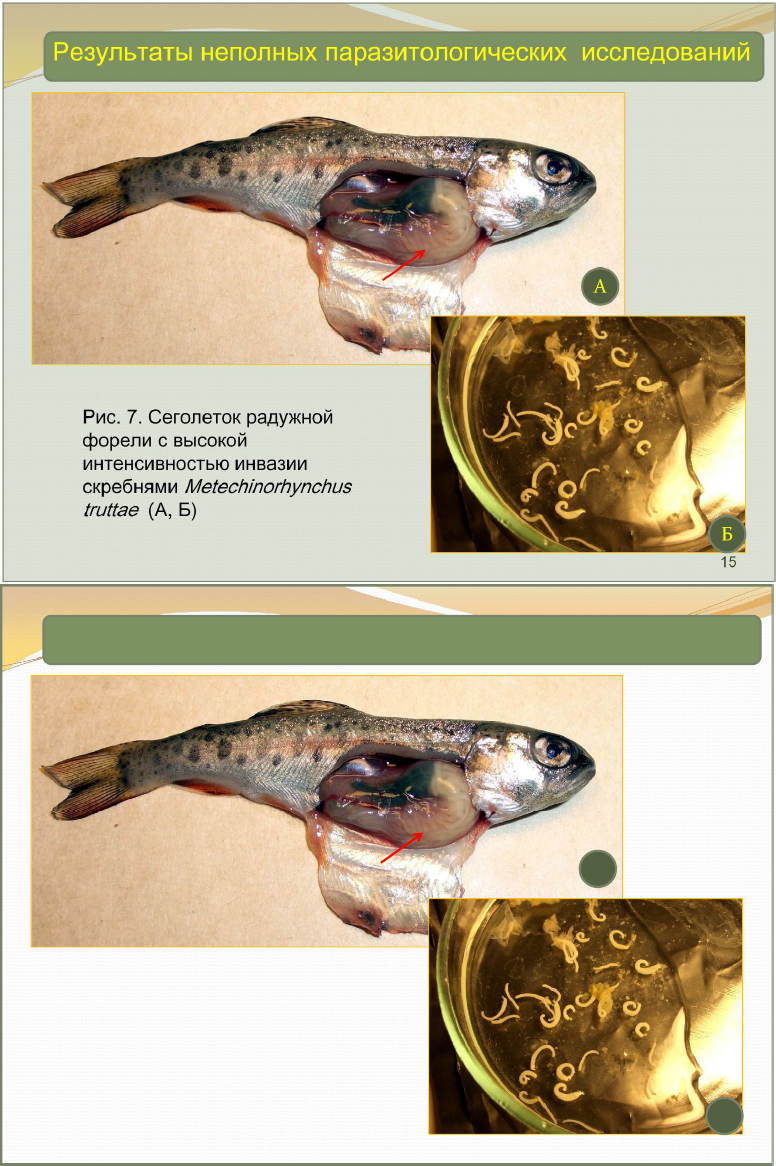 Результаты неполных паразитологических исследований
А
Рис. 7. Сеголеток радужной
форели с высокой
интенсивностью инвазии
скребнями Metechinorhynchus
truttae (А, Б)
Б
15